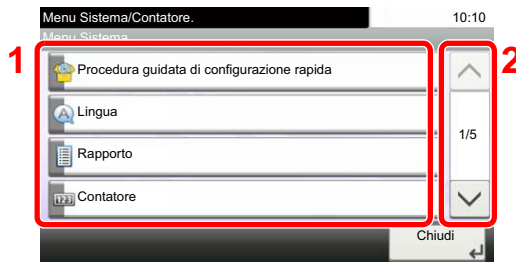 Menu Sistema/Contatore.
10:10
Menu Sistema
1
2
Procedura guidata di configurazione rapida
Lingua
1/5
Rapporto
123 Contatore
Chiudi